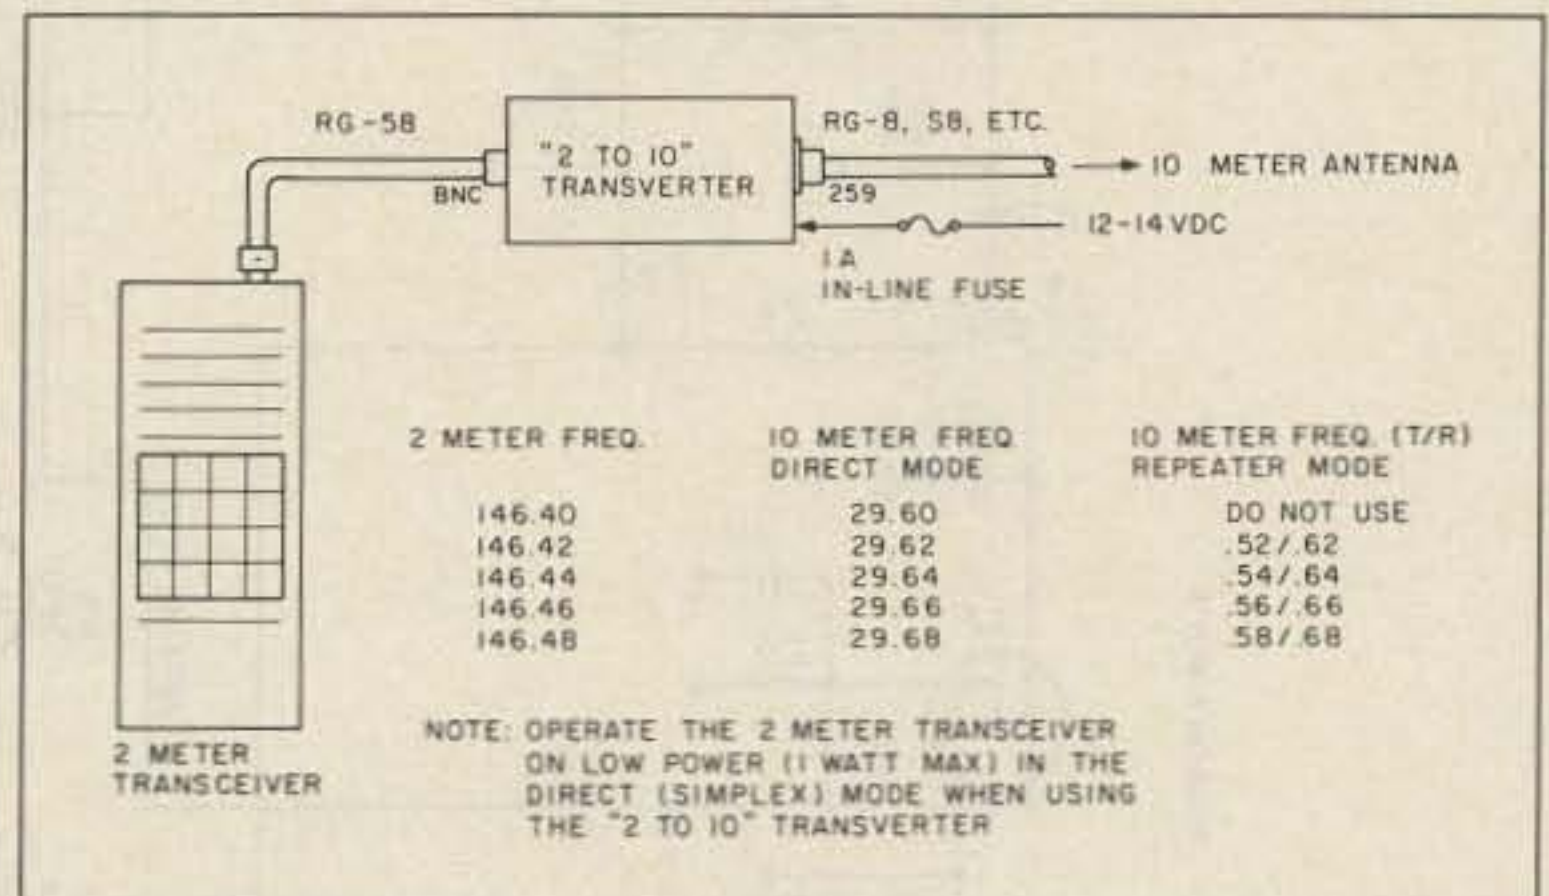 RG-58
"2 TO 10"
TRANSVERTER
BNC
RG-8, 58, ETC.
259
10 METER ANTENNA
12-14 VDC
1A
IN-LINE FUSE
2 METER
TRANSCEIVER
2 METER FREQ.
10 METER FREQ
DIRECT MODE
10 METER FREQ. (T/R)
REPEATER MODE
146.40 29.60 DO NOT USE
146.42 29.62 .52/.62
146.44 29.64 .54/.64
146.46 29.66 .56/.66
146.48 29.68 .58/.68
NOTE: OPERATE THE 2 METER TRANSCEIVER
ON LOW POWER (1 WATT MAX) IN THE
DIRECT (SIMPLEX) MODE WHEN USING
THE "2 TO 10" TRANSVERTER